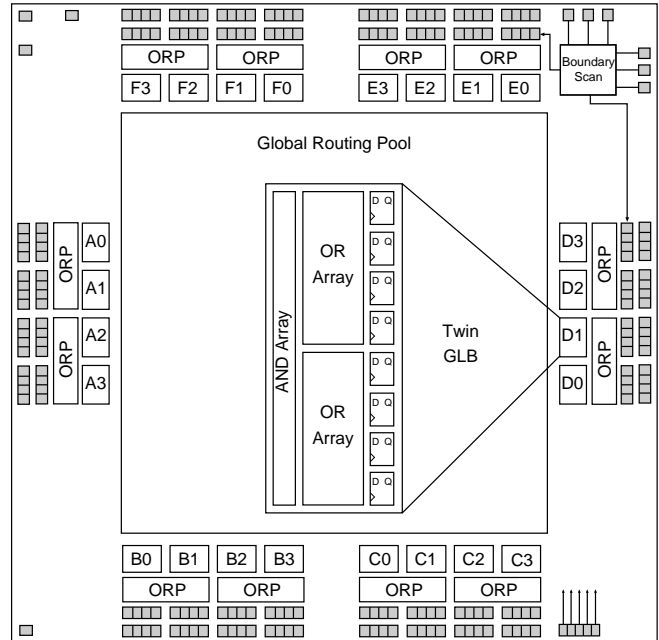 ORP ORP ORP ORP
F3 F2 F1 F0 E3 E2 E1 E0
Boundary
Scan
Global Routing Pool
A0
A1
ORP
A2
A3
ORP
AND Array
OR
Array
OR
Array
D Q
D Q
D Q
D Q
D Q
D Q
D Q
D Q
Twin
GLB
D3
D2
ORP
D1
D0
ORP
B0 B1 B2 B3 C0 C1 C2 C3
ORP ORP ORP ORP